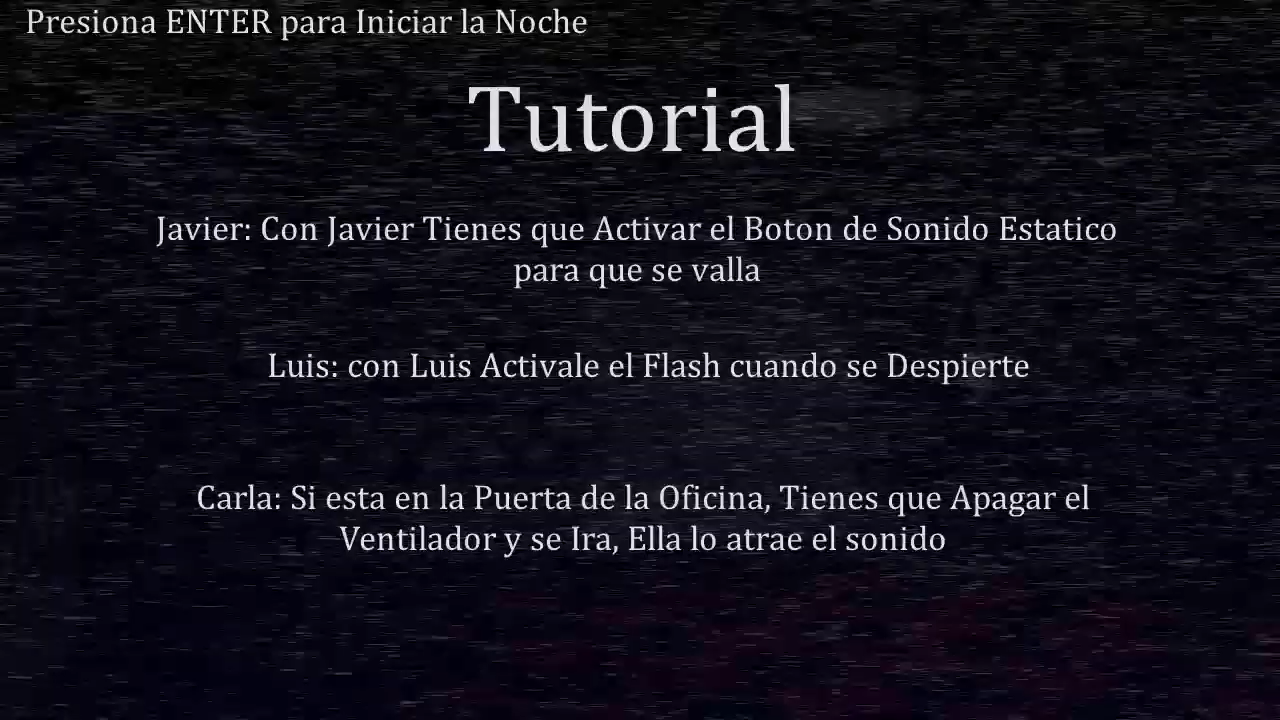 Presiona ENTER para Iniciar la Noche
Tutorial
Javier: Con Javier Tienes que Activar el Boton de Sonido Estatico
para que se valla
Luis: con Luis Activale el Flash cuando se Despierte
Carla: Si esta en la Puerta de la Oficina, Tienes que Apagar el
Ventilador y se Ira, Ella lo atrae el sonido